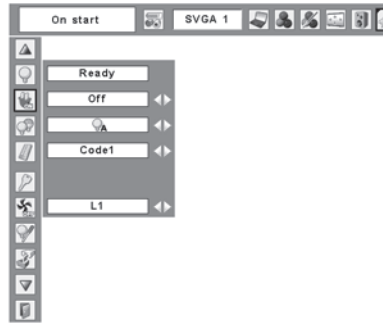 On start
SVGA 1
Ready
Off
A
Code1
L1